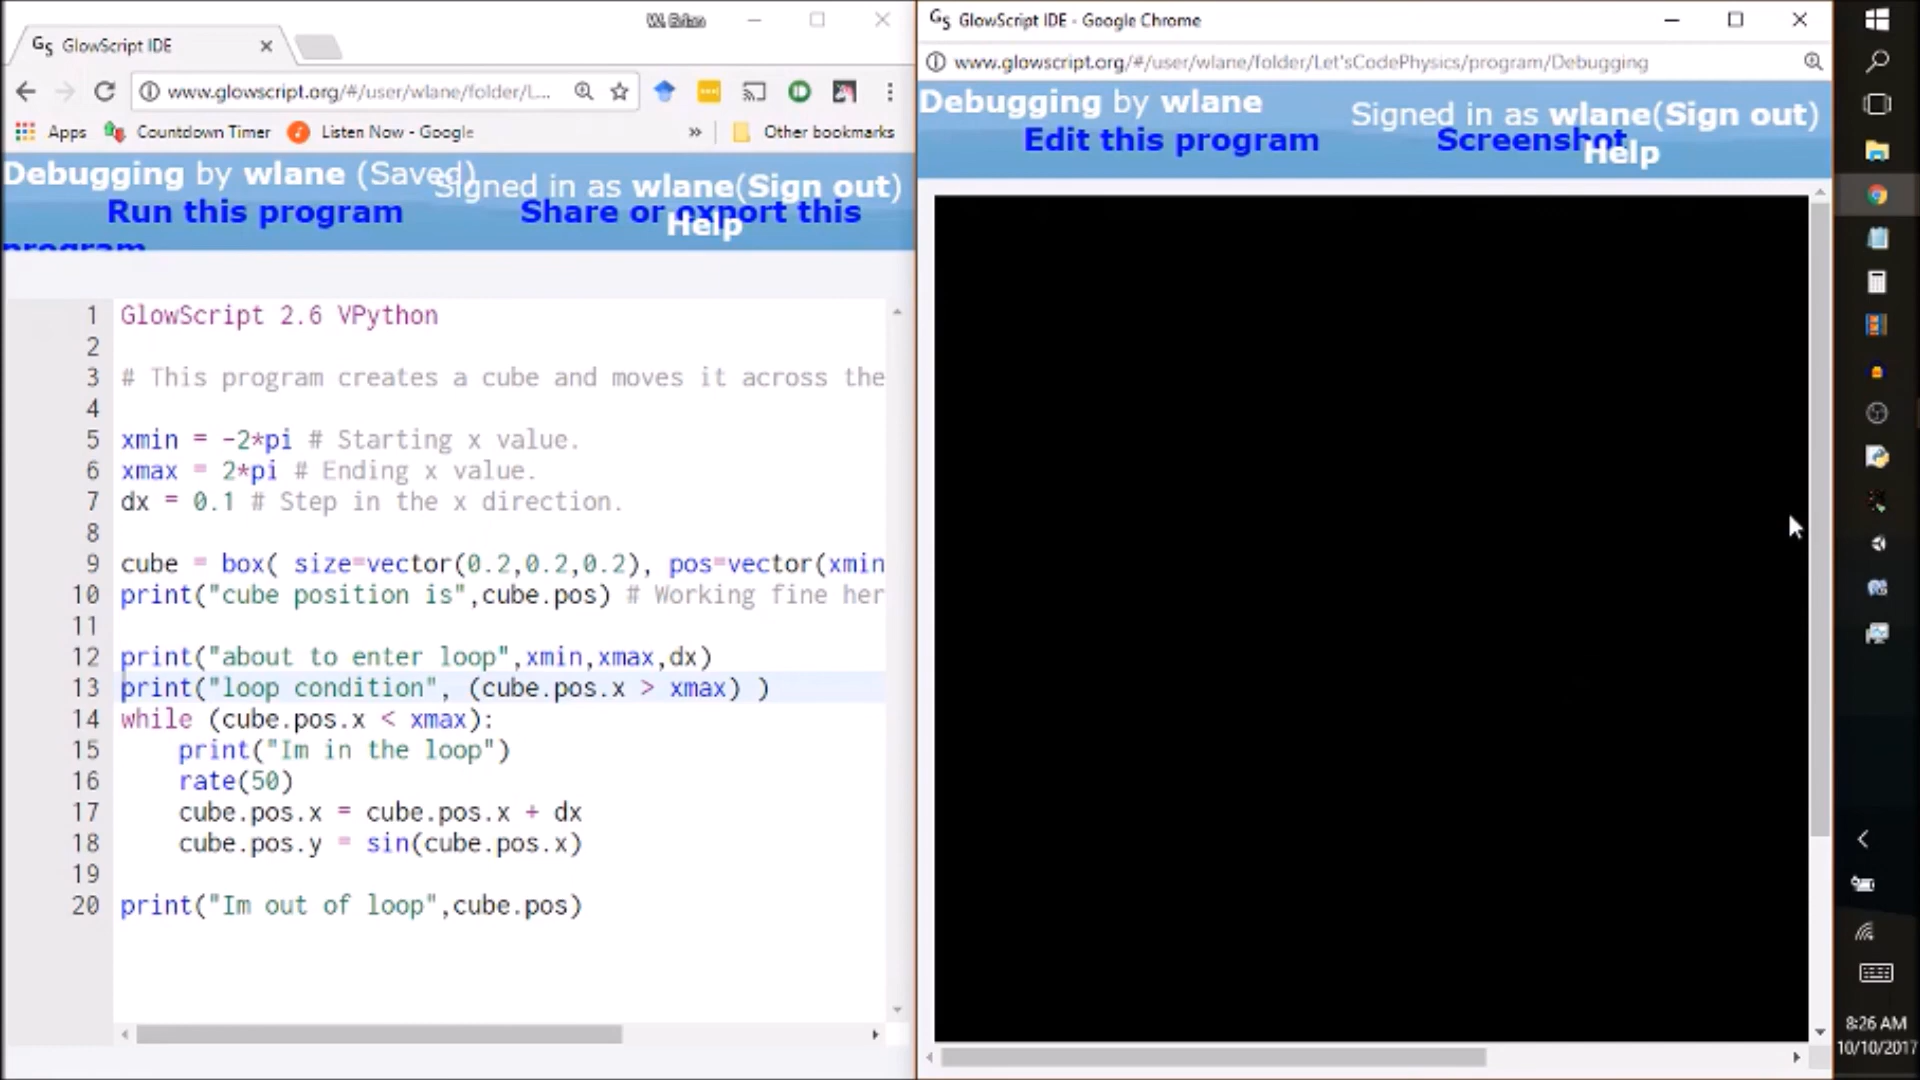 GlowScript IDE
www.glowscript.org/#/user/wlane/folder/L...
Apps Countdown Timer Listen Now - Google » Other bookmarks
Debugging by wlane (Saved)
Signed in as wlane(Sign out)
Run this program Share or export this
Help
program
1 GlowScript 2.6 VPython
2
3 # This program creates a cube and moves it across the
4
5 xmin = -2*pi # Starting x value.
6 xmax = 2*pi # Ending x value.
7 dx = 0.1 # Step in the x direction.
8
9 cube = box( size=vector(0.2,0.2,0.2), pos=vector(xmin
10 print("cube position is",cube.pos) # Working fine her
11
12 print("about to enter loop",xmin,xmax,dx)
13 print("loop condition", (cube.pos.x > xmax) )
14 while (cube.pos.x < xmax):
15 print("Im in the loop")
16 rate(50)
17 cube.pos.x = cube.pos.x + dx
18 cube.pos.y = sin(cube.pos.x)
19
20 print("Im out of loop",cube.pos)
GlowScript IDE - Google Chrome
www.glowscript.org/#/user/wlane/folder/Let'sCodePhysics/program/Debugging
Debugging by wlane
Signed in as wlane(Sign out)
Edit this program Screenshot
Help
8:26 AM
10/10/2017